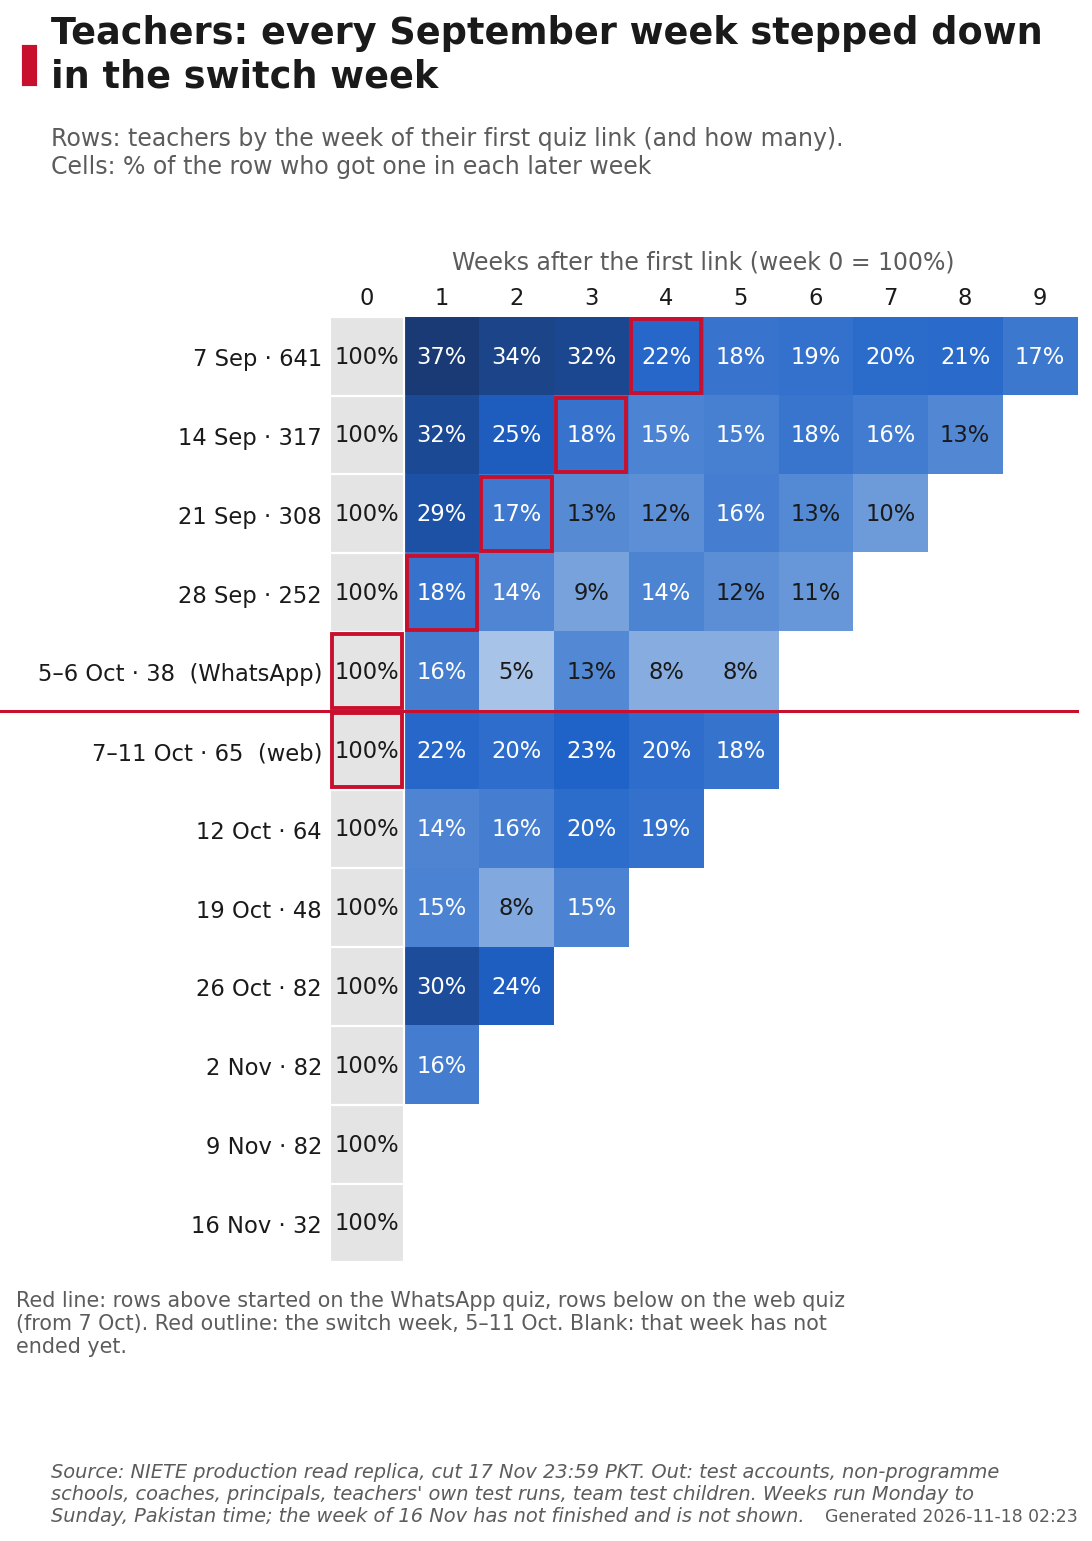 Teachers: every September week stepped down
in the switch week
Rows: teachers by the week of their first quiz link (and how many).
Cells: % of the row who got one in each later week
Weeks after the first link (week 0 = 100%)
0 1 2 3 4 5 6 7 8 9
7 Sep · 641 100% 37% 34% 32% 22% 18% 19% 20% 21% 17%
14 Sep · 317 100% 32% 25% 18% 15% 15% 18% 16% 13%
21 Sep · 308 100% 29% 17% 13% 12% 16% 13% 10%
28 Sep · 252 100% 18% 14% 9% 14% 12% 11%
5–6 Oct · 38 (WhatsApp) 100% 16% 5% 13% 8% 8%
7–11 Oct · 65 (web) 100% 22% 20% 23% 20% 18%
12 Oct · 64 100% 14% 16% 20% 19%
19 Oct · 48 100% 15% 8% 15%
26 Oct · 82 100% 30% 24%
2 Nov · 82 100% 16%
9 Nov · 82 100%
16 Nov · 32 100%
Red line: rows above started on the WhatsApp quiz, rows below on the web quiz
(from 7 Oct). Red outline: the switch week, 5–11 Oct. Blank: that week has not
ended yet.
Source: NIETE production read replica, cut 17 Nov 23:59 PKT. Out: test accounts, non-programme
schools, coaches, principals, teachers' own test runs, team test children. Weeks run Monday to
Sunday, Pakistan time; the week of 16 Nov has not finished and is not shown. Generated 2026-11-18 02:23